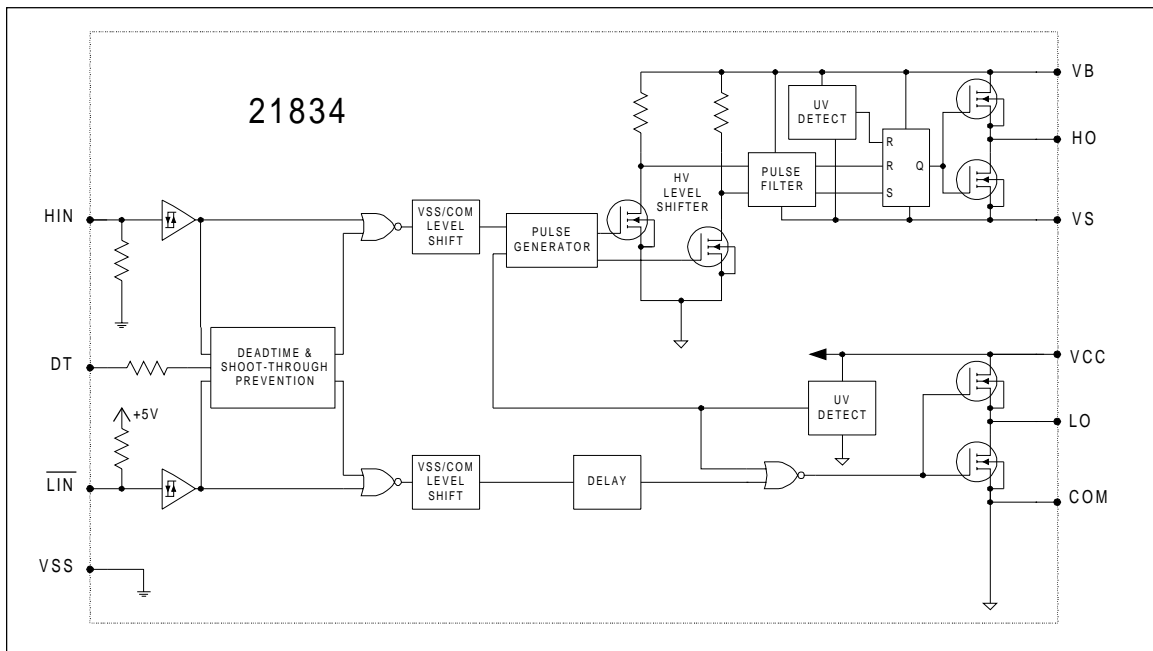 21834
VB
UV
DETECT
HO
R
R
Q
S
PULSE
FILTER
HV
LEVEL
SHIFTER
HIN
VSS/COM
LEVEL
SHIFT
PULSE
GENERATOR
VS
DT
DEADTIME &
SHOOT-THROUGH
PREVENTION
VCC
+5V
UV
DETECT
LO
LIN
VSS/COM
LEVEL
SHIFT
DELAY
COM
VSS